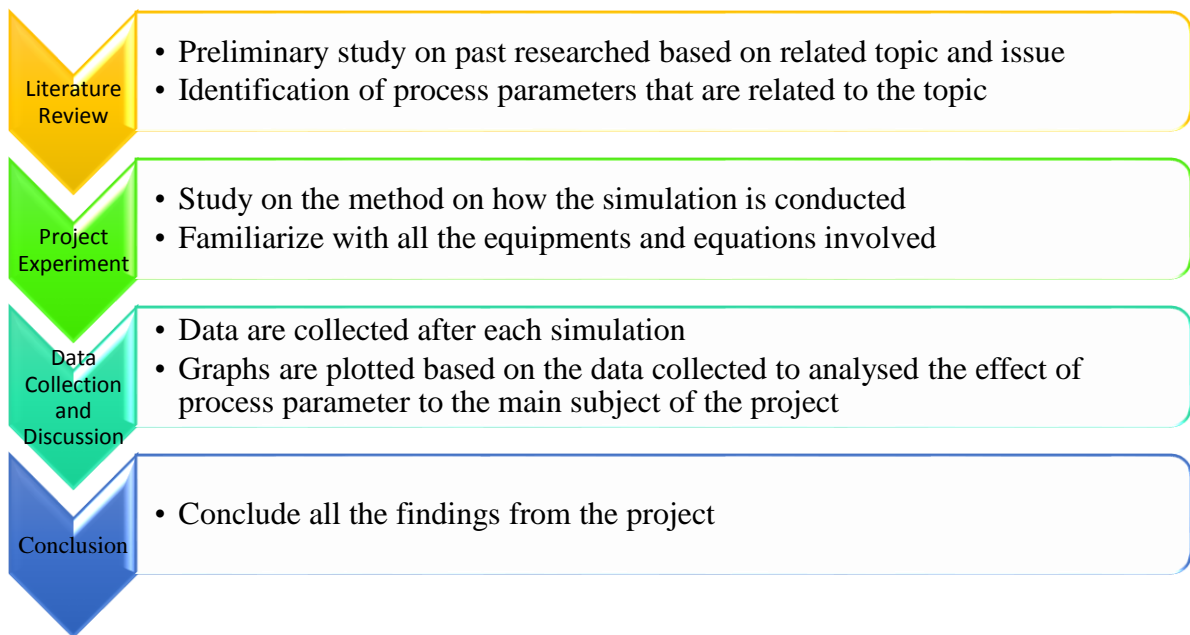 Literature
Review
• Preliminary study on past researched based on related topic and issue
• Identification of process parameters that are related to the topic
Project
Experiment
• Study on the method on how the simulation is conducted
• Familiarize with all the equipments and equations involved
Data
Collection
and
Discussion
• Data are collected after each simulation
• Graphs are plotted based on the data collected to analysed the effect of
process parameter to the main subject of the project
Conclusion
• Conclude all the findings from the project